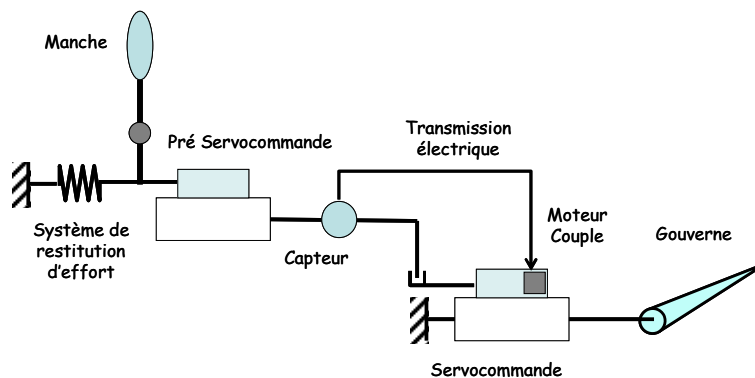 Manche
Pré Servocommande
Transmission
électrique
Système de
restitution
d'effort
Capteur
Moteur
Couple
Gouverne
Servocommande